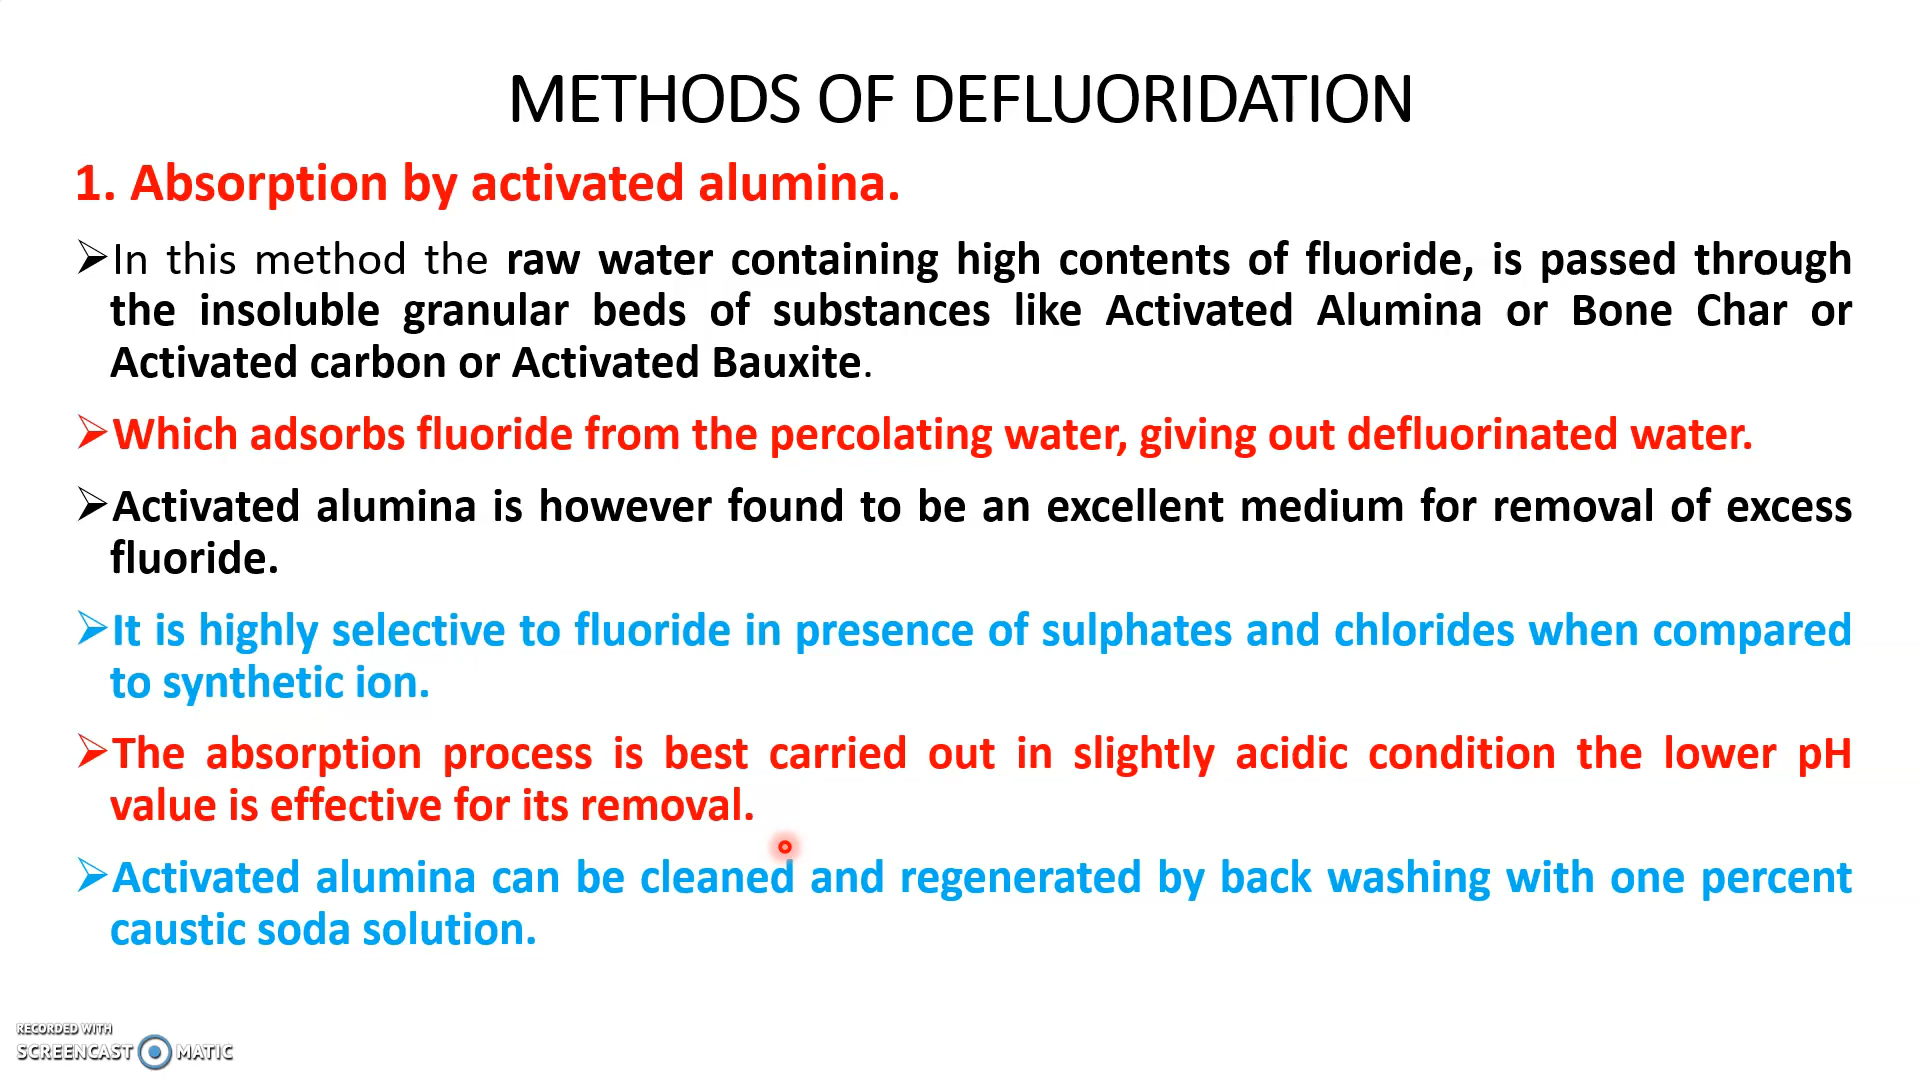 METHODS OF DEFLUORIDATION
1. Absorption by activated alumina.
➢In this method the raw water containing high contents of fluoride, is passed through
the insoluble granular beds of substances like Activated Alumina or Bone Char or
Activated carbon or Activated Bauxite.
➢Which adsorbs fluoride from the percolating water, giving out defluorinated water.
➢Activated alumina is however found to be an excellent medium for removal of excess
fluoride.
➢It is highly selective to fluoride in presence of sulphates and chlorides when compared
to synthetic ion.
➢The absorption process is best carried out in slightly acidic condition the lower pH
value is effective for its removal.
➢Activated alumina can be cleaned and regenerated by back washing with one percent
caustic soda solution.
RECORDED WITH
SCREENCAST MATIC